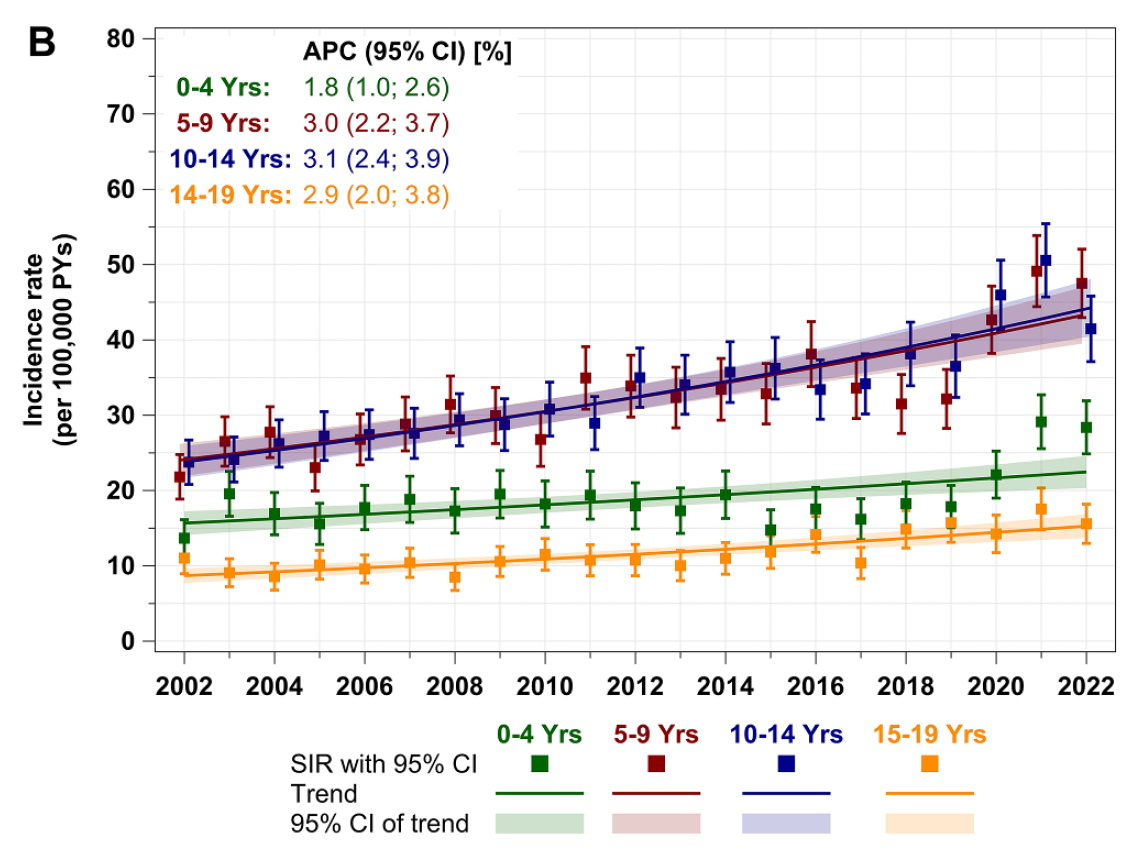 B
APC (95% CI) [%]
0-4 Yrs: 1.8 (1.0; 2.6)
5-9 Yrs: 3.0 (2.2; 3.7)
10-14 Yrs: 3.1 (2.4; 3.9)
14-19 Yrs: 2.9 (2.0; 3.8)
Incidence rate
(per 100,000 PYs)
80
70
60
50
40
30
20
10
0
2002 2004 2006 2008 2010 2012 2014 2016 2018 2020 2022
0-4 Yrs 5-9 Yrs 10-14 Yrs 15-19 Yrs
SIR with 95% CI
Trend
95% CI of trend